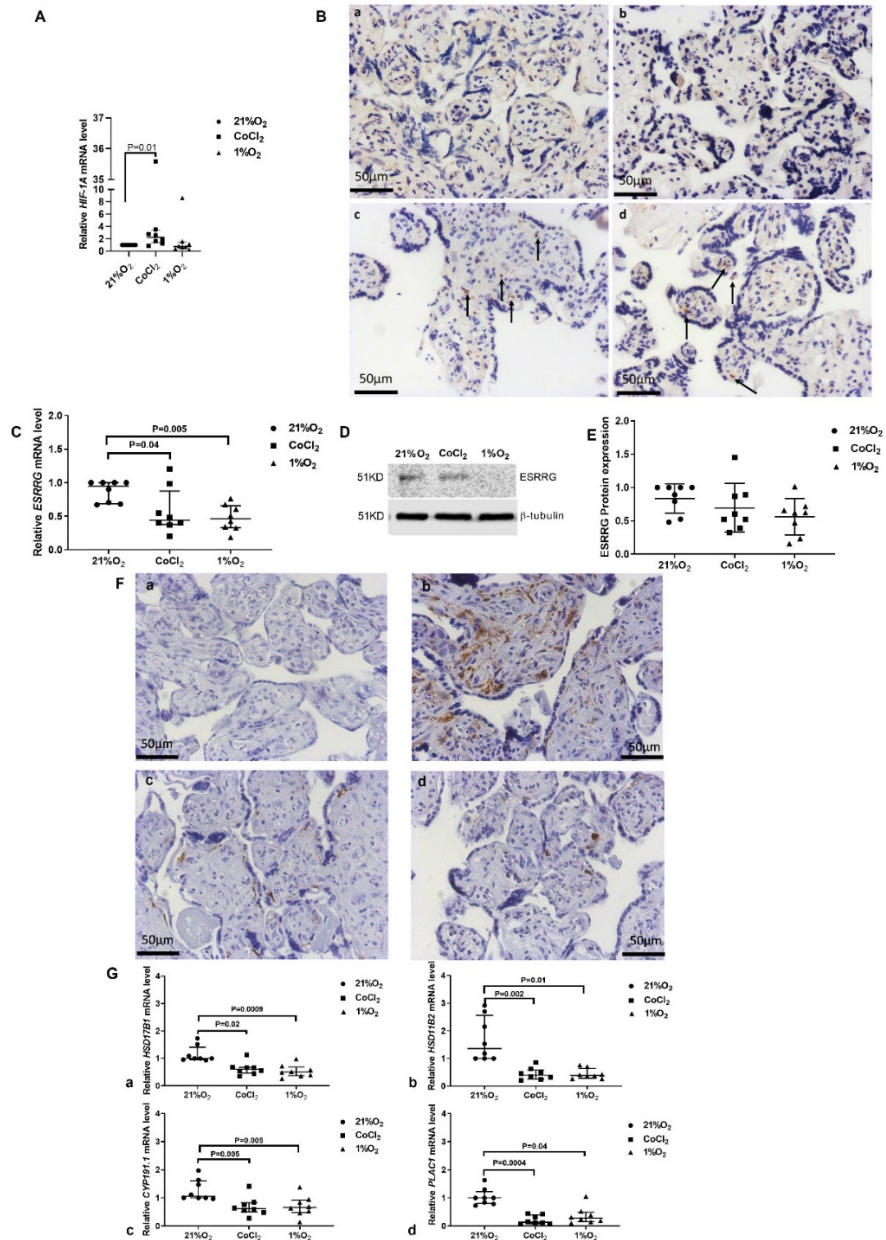 A
Relative HIF-1A mRNA level
37
36
35
10
8
6
4
2
0
P=0.01
21%O₂
CoCl₂
1%O₂
21%O₂
CoCl₂
1%O₂
B
a
50μm
b
50μm
c
50μm
d
50μm
C
Relative ESRRG mRNA level
2.0
1.5
1.0
0.5
0.0
P=0.005
P=0.04
21%O₂
CoCl₂
1%O₂
21%O₂
CoCl₂
1%O₂
D
21%O₂ CoCl₂ 1%O₂
51KD ESRRG
51KD β-tubulin
E
ESRRG Protein expression
2.0
1.5
1.0
0.5
0.0
21%O₂
CoCl₂
1%O₂
21%O₂
CoCl₂
1%O₂
F
a
50μm
b
50μm
c
50μm
d
50μm
G
a
Relative HSD17B1 mRNA level
4
3
2
1
0
P=0.0009
P=0.02
21%O₂
CoCl₂
1%O₂
21%O₂
CoCl₂
1%O₂
b
Relative HSD11B2 mRNA level
4
3
2
1
0
P=0.01
P=0.002
21%O₂
CoCl₂
1%O₂
21%O₂
CoCl₂
1%O₂
c
Relative CYP191.1 mRNA level
4
3
2
1
0
P=0.005
P=0.005
21%O₂
CoCl₂
1%O₂
21%O₂
CoCl₂
1%O₂
d
Relative PLAC1 mRNA level
4
3
2
1
0
P=0.04
P=0.0004
21%O₂
CoCl₂
1%O₂
21%O₂
CoCl₂
1%O₂